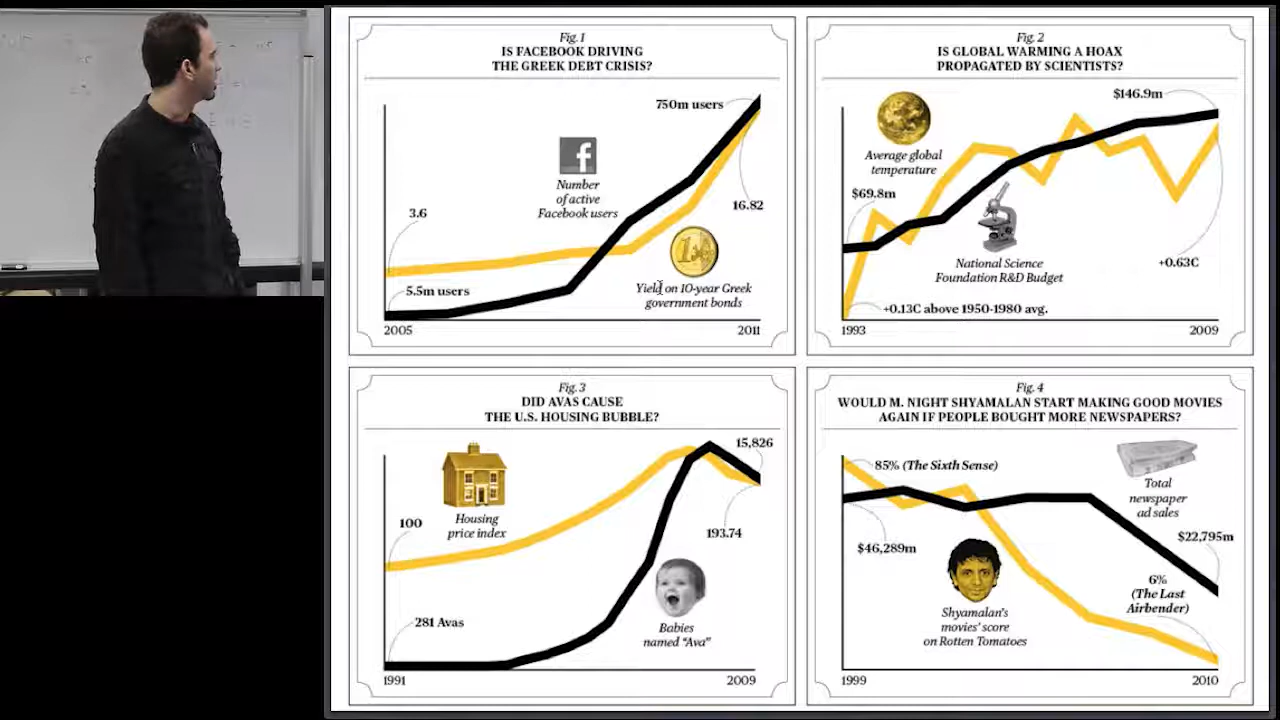 Fig. 1
IS FACEBOOK DRIVING
THE GREEK DEBT CRISIS?
750m users
f
Number
of active
Facebook users
3.6
16.82
5.5m users
1
Yield on 10-year Greek
government bonds
2005
2011
Fig. 2
IS GLOBAL WARMING A HOAX
PROPAGATED BY SCIENTISTS?
$146.9m
Average global
temperature
$69.8m
National Science
Foundation R&D Budget
+0.63C
+0.13C above 1950-1980 avg.
1993
2009
Fig. 3
DID AVAS CAUSE
THE U.S. HOUSING BUBBLE?
15,826
100
Housing
price index
193.74
281 Avas
Babies
named "Ava"
1991
2009
Fig. 4
WOULD M. NIGHT SHYAMALAN START MAKING GOOD MOVIES
AGAIN IF PEOPLE BOUGHT MORE NEWSPAPERS?
85% (The Sixth Sense)
Total
newspaper
ad sales
$46,289m
$22,795m
6%
(The Last
Airbender)
Shyamalan's
movies' score
on Rotten Tomatoes
1999
2010